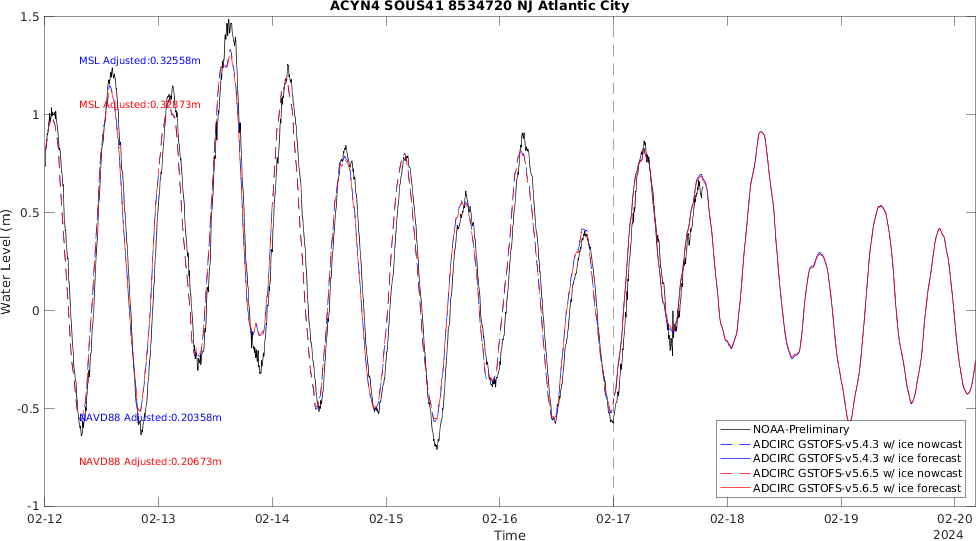 ACYN4 SOUS41 8534720 NJ Atlantic City
1.5
MSL Adjusted:0.32558m
MSL Adjusted:0.32873m
1
0.5
Water Level (m)
0
-0.5
NAVD88 Adjusted:0.20358m
NAVD88 Adjusted:0.20673m
-1
NOAA-Preliminary
ADCIRC GSTOFS-v5.4.3 w/ ice nowcast
ADCIRC GSTOFS-v5.4.3 w/ ice forecast
ADCIRC GSTOFS-v5.6.5 w/ ice nowcast
ADCIRC GSTOFS-v5.6.5 w/ ice forecast
02-12 02-13 02-14 02-15 02-16 02-17 02-18 02-19 02-20
Time
2024